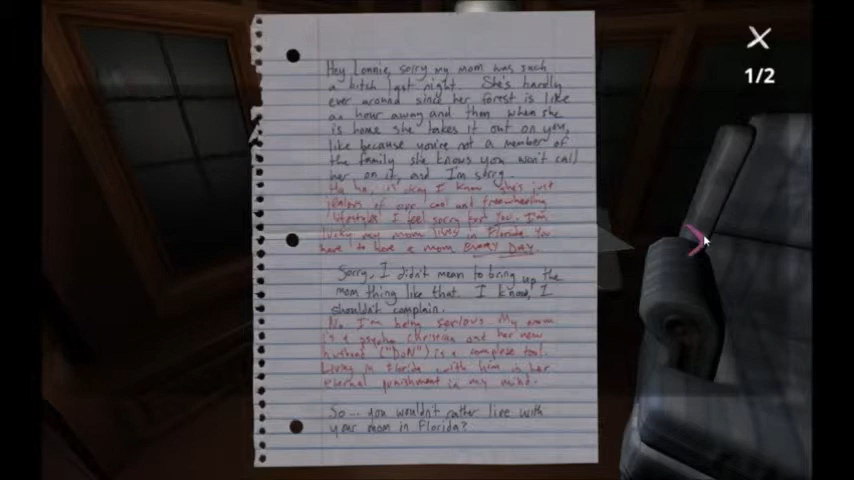 1/2
Hey Lonnie, sorry my mom was such
a bitch last night. She's hardly
ever around since her forest is like
an hour away and then when she
is home she takes it out on you,
like because you're not a member of
the family she knows you won't call
her on it, and I'm sorry.
Ha ha, is okay I know she's just
jealous of our cool and freewheeling
lifestyles I feel sorry for you. I'm
lucky my mom lives in Florida You
have to have a mom EVERY DAY
Sorry, I didn't mean to bring up the
mom thing like that. I know, I
shouldn't complain.
No I'm being serious My mom
is a psycho Christian and her new
husband ("DON") is a complete tool.
Living in Florida with him is her
eternal punishment in my mind.
So... you wouldn't rather live with
your mom in Florida?